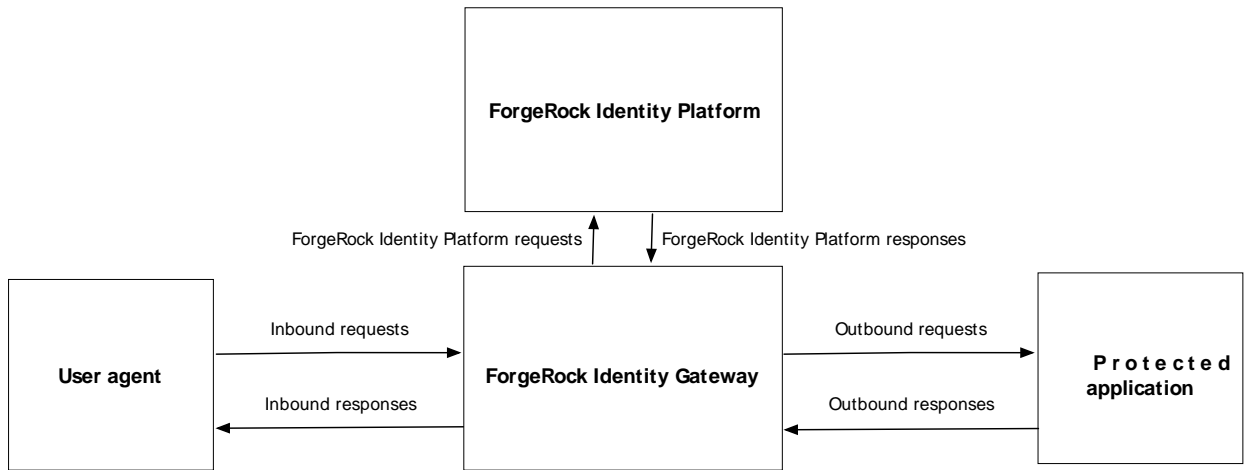 ForgeRock Identity Platform
ForgeRock Identity Platform requests
ForgeRock Identity Platform responses
Inbound requests
Outbound requests
User agent
ForgeRock Identity Gateway
Protected
application
Inbound responses
Outbound responses